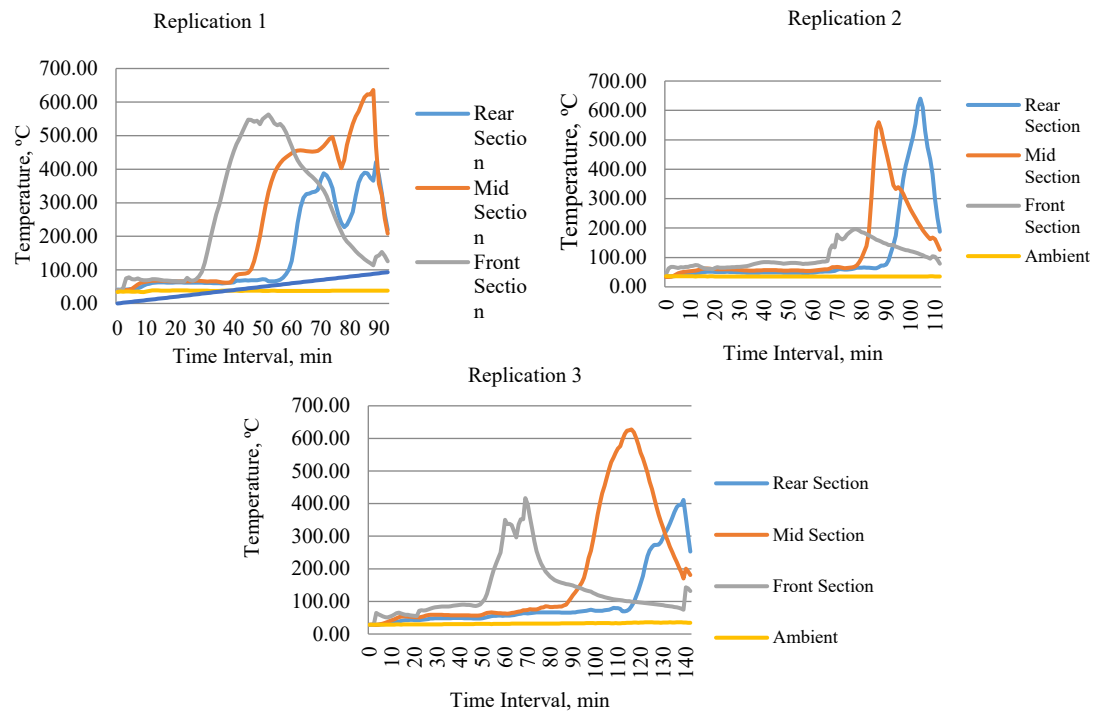 Replication 1
700.00
600.00
500.00
400.00
300.00
200.00
100.00
0.00
Temperature, ºC
0 10 20 30 40 50 60 70 80 90
Time Interval, min
Rear
Sectio
n
Mid
Sectio
n
Front
Sectio
n
Replication 2
700.00
600.00
500.00
400.00
300.00
200.00
100.00
0.00
Temperature, ºC
0 10 20 30 40 50 60 70 80 90 100 110
Time Interval, min
Rear
Section
Mid
Section
Front
Section
Ambient
Replication 3
700.00
600.00
500.00
400.00
300.00
200.00
100.00
0.00
Temperature, ºC
0 10 20 30 40 50 60 70 80 90 100 110 120 130 140
Time Interval, min
Rear Section
Mid Section
Front Section
Ambient